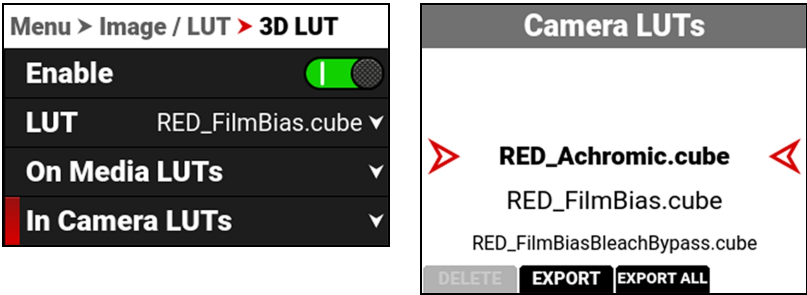 Menu > Image / LUT > 3D LUT
Enable
LUT RED_FilmBias.cube
On Media LUTs
In Camera LUTs
Camera LUTs
RED_Achromic.cube
RED_FilmBias.cube
RED_FilmBiasBleachBypass.cube
DELETE EXPORT EXPORT ALL